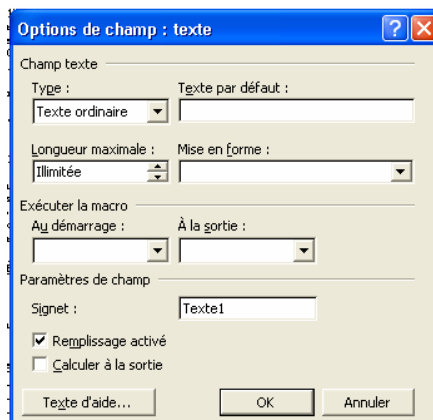 Options de champ : texte
Champ texte
Type : Texte par défaut :
Texte ordinaire
Longueur maximale : Mise en forme :
Illimitée
Exécuter la macro
Au démarrage : À la sortie :
Paramètres de champ
Signet : Texte1
Remplissage activé
Calculer à la sortie
Texte d'aide... OK Annuler